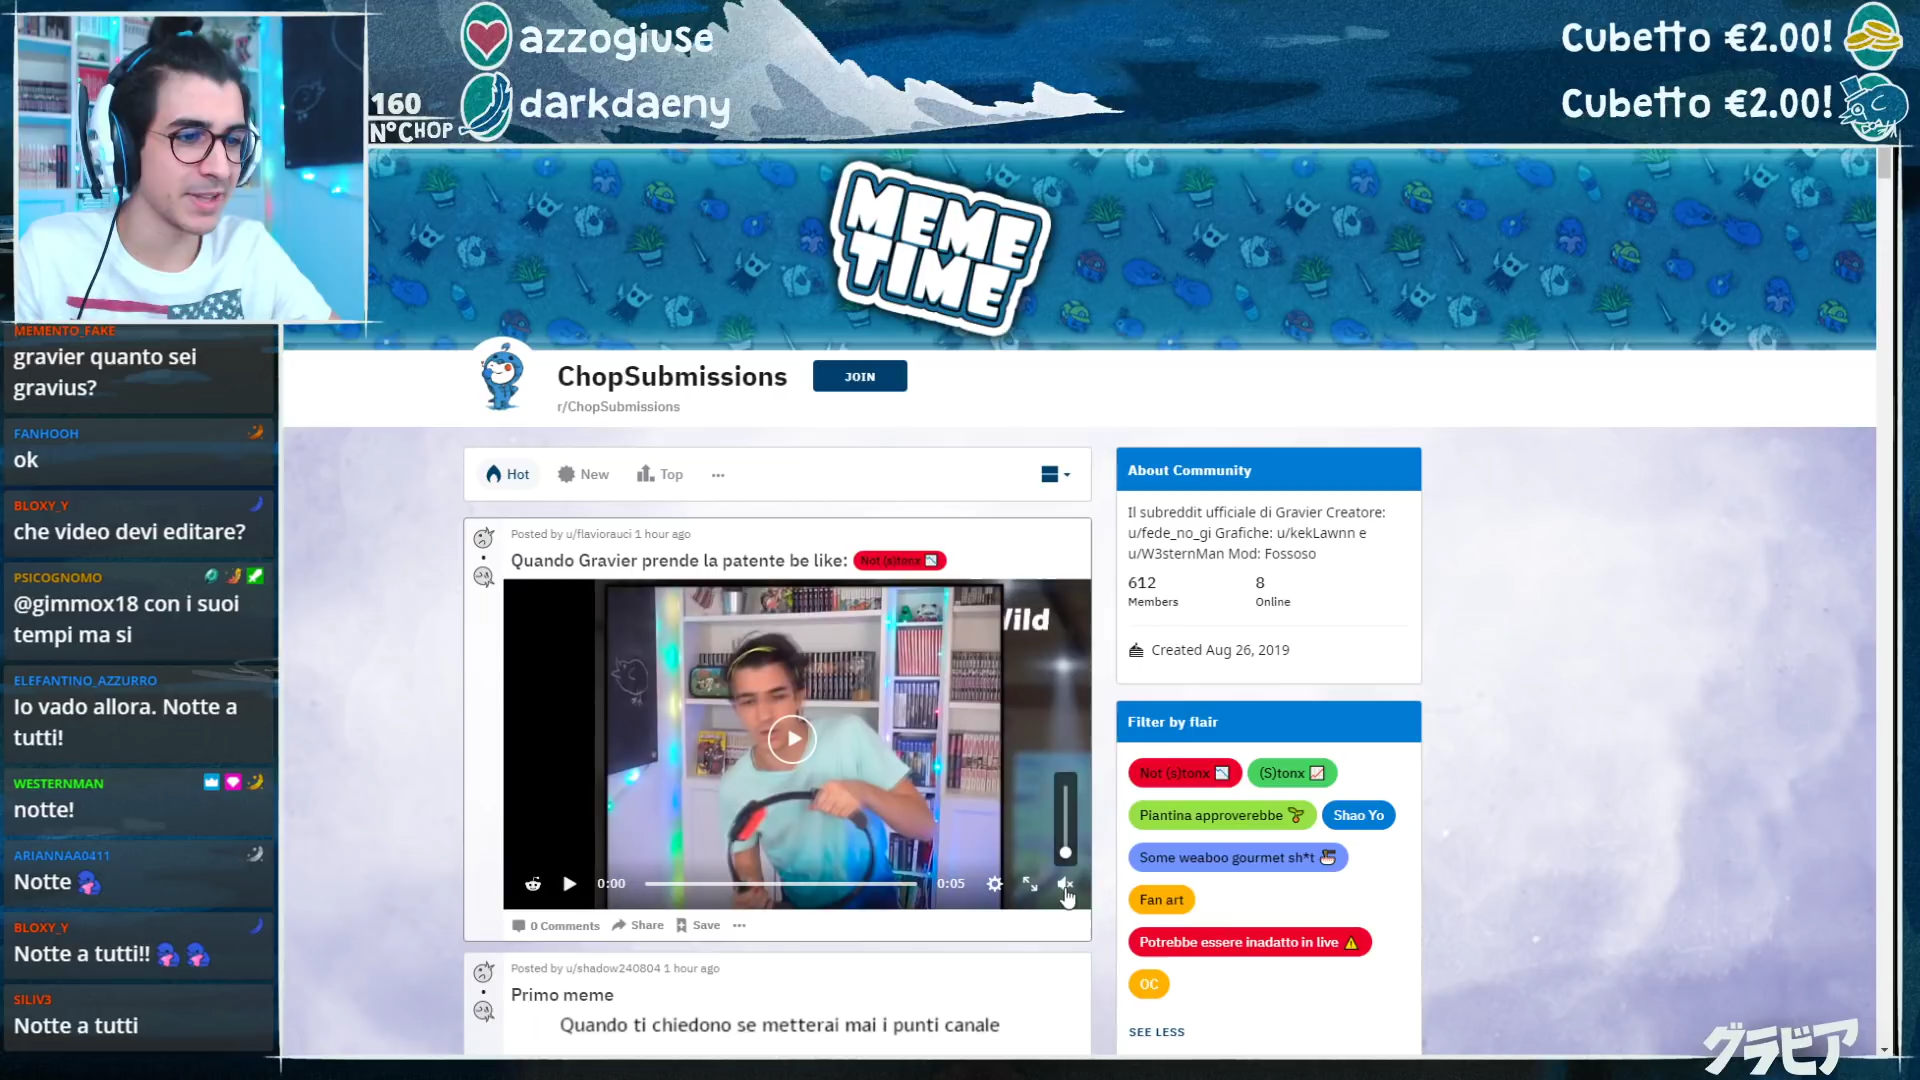 azzogiuse
darkdaeny
160
N°CHOP
Cubetto €2.00!
Cubetto €2.00!
MEME
TIME
MEMENTO_FAKE
gravier quanto sei
gravius?
FANHOOH
ok
BLOXY_Y
che video devi editare?
PSICOGNOMO
@gimmox18 con i suoi
tempi ma si
ELEFANTINO_AZZURRO
Io vado allora. Notte a
tutti!
WESTERNMAN
notte!
ARIANNAA0411
Notte
BLOXY_Y
Notte a tutti!!
SILIV3
Notte a tutti
ChopSubmissions
JOIN
r/ChopSubmissions
Hot
New
Top
Posted by u/flaviorauci 1 hour ago
Quando Gravier prende la patente be like:
Not (s)tonx
/ild
0:00
0:05
0 Comments
Share
Save
Posted by u/shadow240804 1 hour ago
Primo meme
Quando ti chiedono se metterai mai i punti canale
About Community
Il subreddit ufficiale di Gravier Creatore:
u/fede_no_gi Grafiche: u/kekLawnn e
u/W3sternMan Mod: Fossoso
612
8
Members
Online
Created Aug 26, 2019
Filter by flair
Not (s)tonx
(S)tonx
Piantina approverebbe
Shao Yo
Some weaboo gourmet sh*t
Fan art
Potrebbe essere inadatto in live
OC
SEE LESS
グラビア